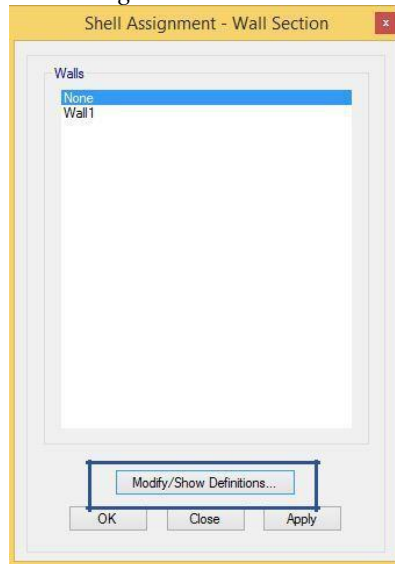 Shell Assignment - Wall Section
x
Walls
None
Wall1
Modify/Show Definitions...
OK Close Apply